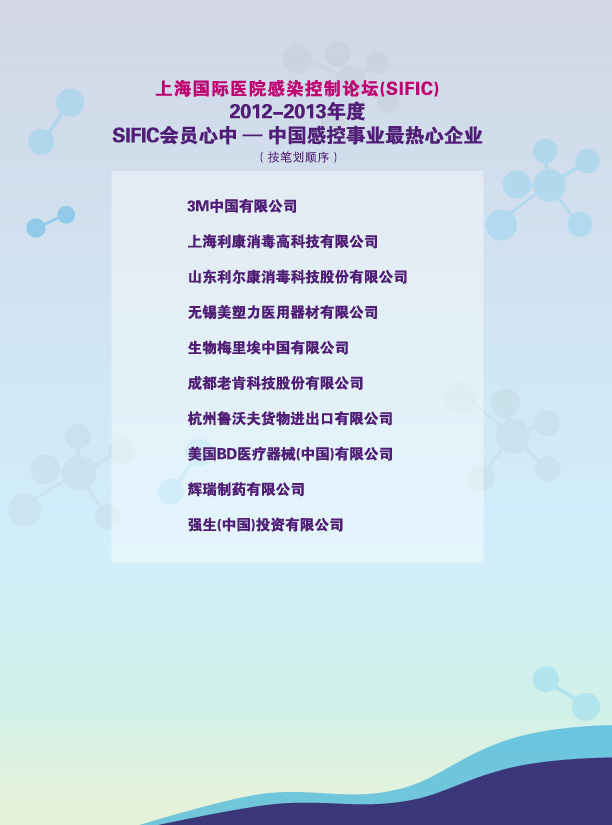 上海国际医院感染控制论坛(SIFIC)
2012-2013年度
SIFIC会员心中 — 中国感控事业最热心企业
（按笔划顺序）
3M中国有限公司
上海利康消毒高科技有限公司
山东利尔康消毒科技股份有限公司
无锡美塑力医用器材有限公司
生物梅里埃中国有限公司
成都老肯科技股份有限公司
杭州鲁沃夫货物进出口有限公司
美国BD医疗器械(中国)有限公司
辉瑞制药有限公司
强生(中国)投资有限公司